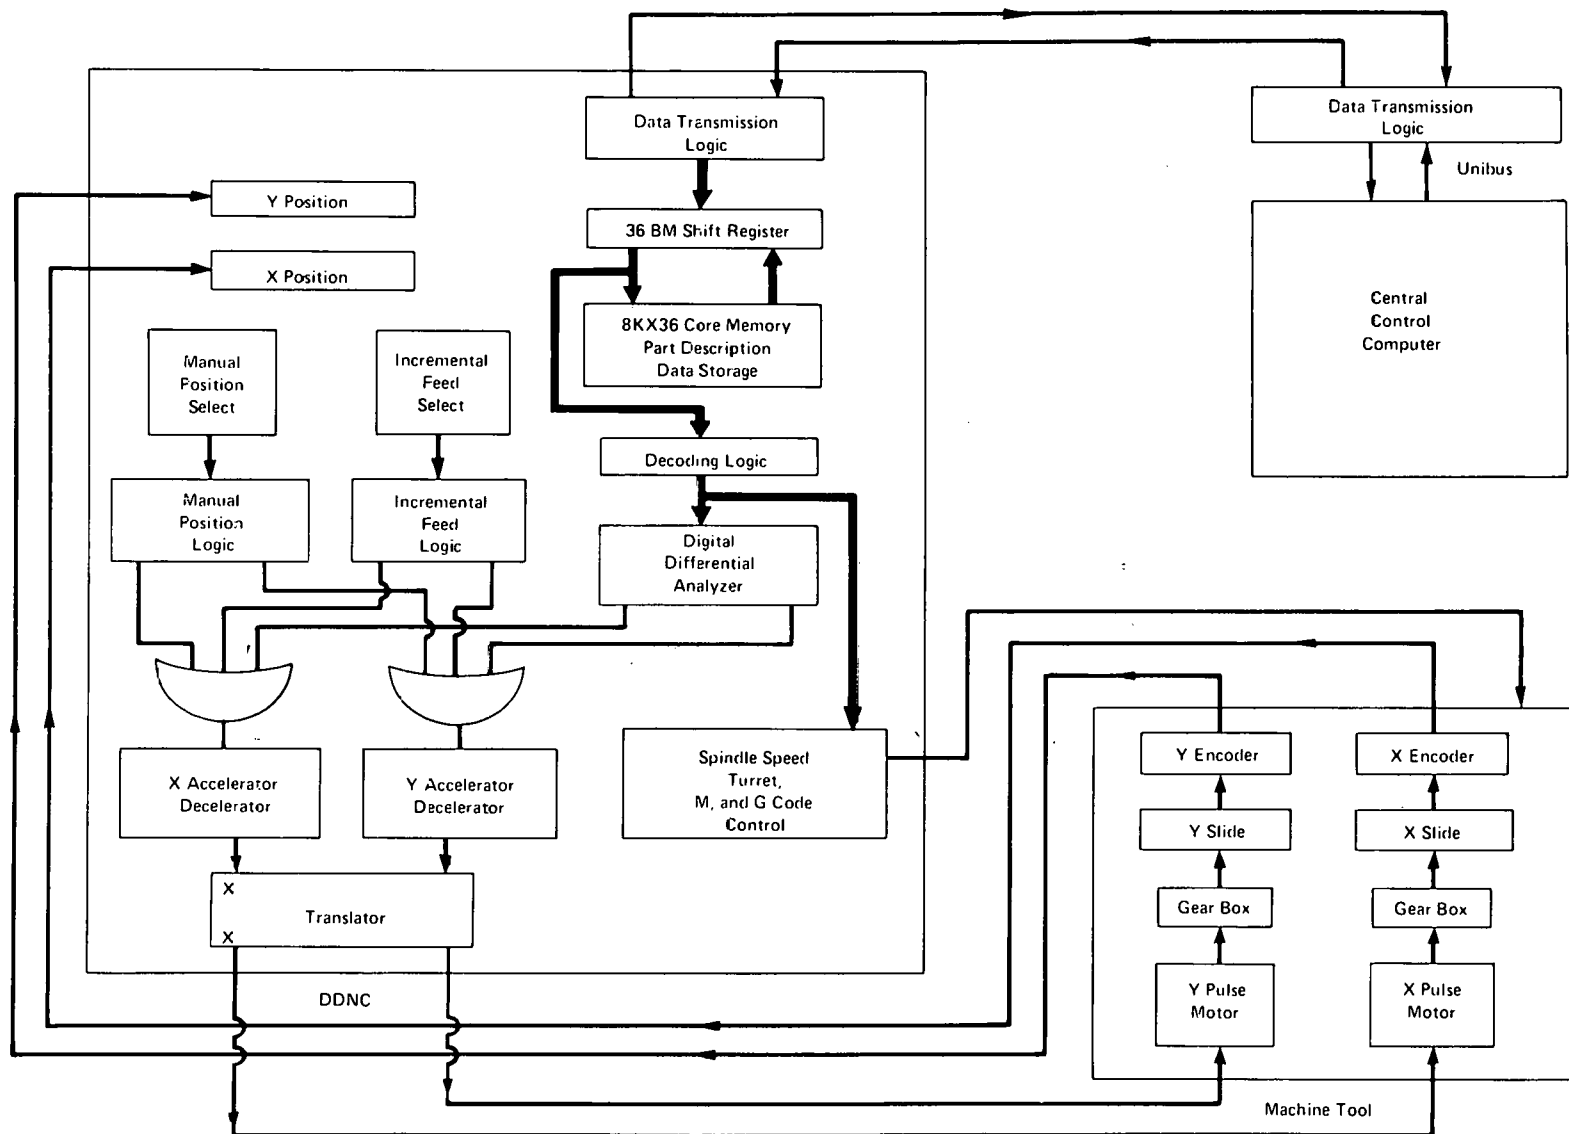 Data Transmission
Logic
Data Transmission
Logic
Unibus
Y Position
36 BM Shift Register
X Position
8KX36 Core Memory
Part Description
Data Storage
Central
Control
Computer
Manual
Position
Select
Incremental
Feed
Select
Decoding Logic
Manual
Position
Logic
Incremental
Feed
Logic
Digital
Differential
Analyzer
X Accelerator
Decelerator
Y Accelerator
Decelerator
Spindle Speed
Turret,
M, and G Code
Control
Y Encoder
X Encoder
Y Slide
X Slide
X
Translator
X
Gear Box
Gear Box
DDNC
Y Pulse
Motor
X Pulse
Motor
Machine Tool